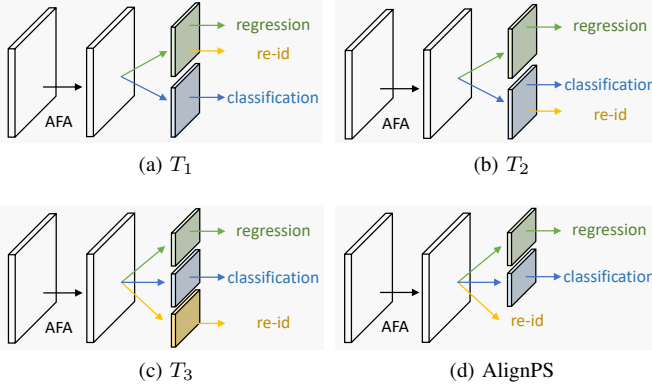 regression
re-id
AFA
classification
(a) T1
regression
classification
AFA
re-id
(b) T2
regression
classification
AFA
re-id
(c) T3
regression
classification
AFA
re-id
(d) AlignPS